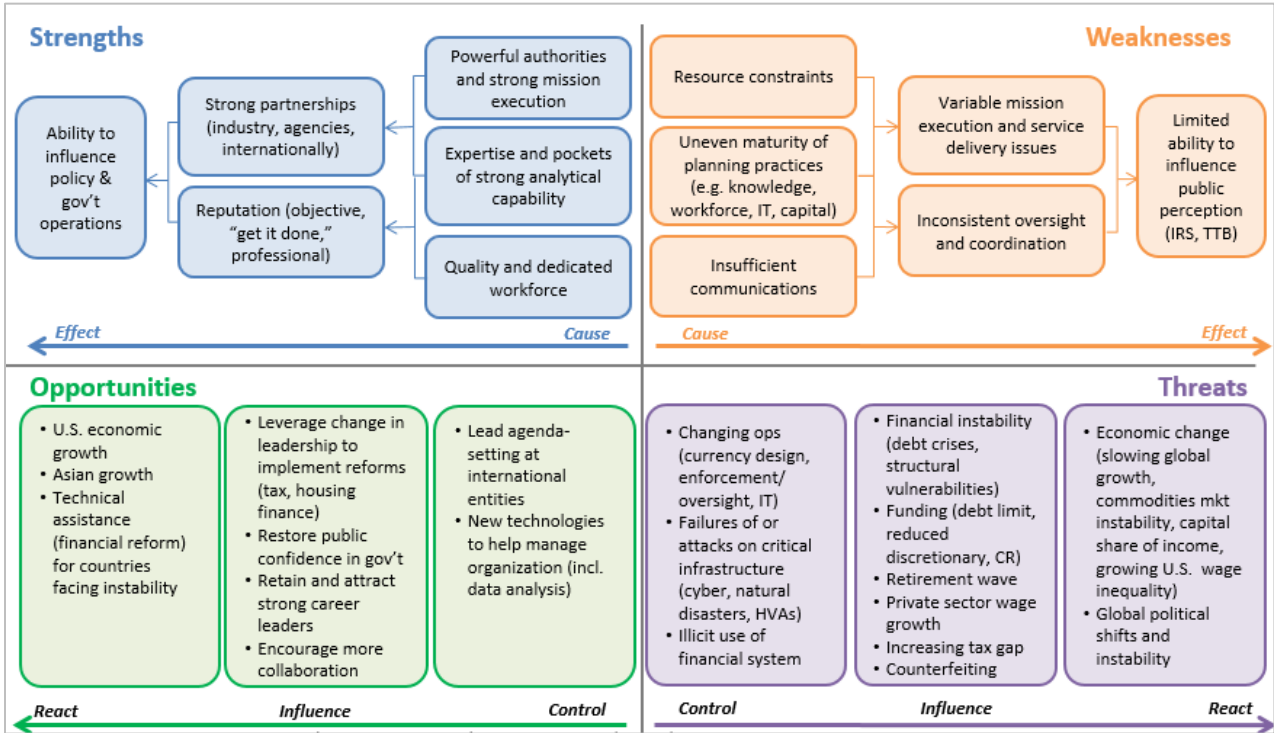 Strengths
Powerful authorities
and strong mission
execution
Strong partnerships
(industry, agencies,
internationally)
Ability to
influence
policy &
gov’t
operations
Expertise and pockets
of strong analytical
capability
Reputation (objective,
“get it done,”
professional)
Quality and dedicated
workforce
Effect
Cause
Weaknesses
Resource constraints
Variable mission
execution and service
delivery issues
Limited
ability to
influence
public
perception
(IRS, TTB)
Uneven maturity of
planning practices
(e.g. knowledge,
workforce, IT, capital)
Inconsistent oversight
and coordination
Insufficient
communications
Cause
Effect
Opportunities
• U.S. economic
growth
• Asian growth
• Technical
assistance
(financial reform)
for countries
facing instability
• Leverage change in
leadership to
implement reforms
(tax, housing
finance)
• Restore public
confidence in gov’t
• Retain and attract
strong career
leaders
• Encourage more
collaboration
• Lead agenda-
setting at
international
entities
• New technologies
to help manage
organization (incl.
data analysis)
React
Influence
Control
Threats
• Changing ops
(currency design,
enforcement/
oversight, IT)
• Failures of or
attacks on critical
infrastructure
(cyber, natural
disasters, HVAs)
• Illicit use of
financial system
• Financial instability
(debt crises,
structural
vulnerabilities)
• Funding (debt limit,
reduced
discretionary, CR)
• Retirement wave
• Private sector wage
growth
• Increasing tax gap
• Counterfeiting
• Economic change
(slowing global
growth,
commodities mkt
instability, capital
share of income,
growing U.S. wage
inequality)
• Global political
shifts and
instability
Control
Influence
React